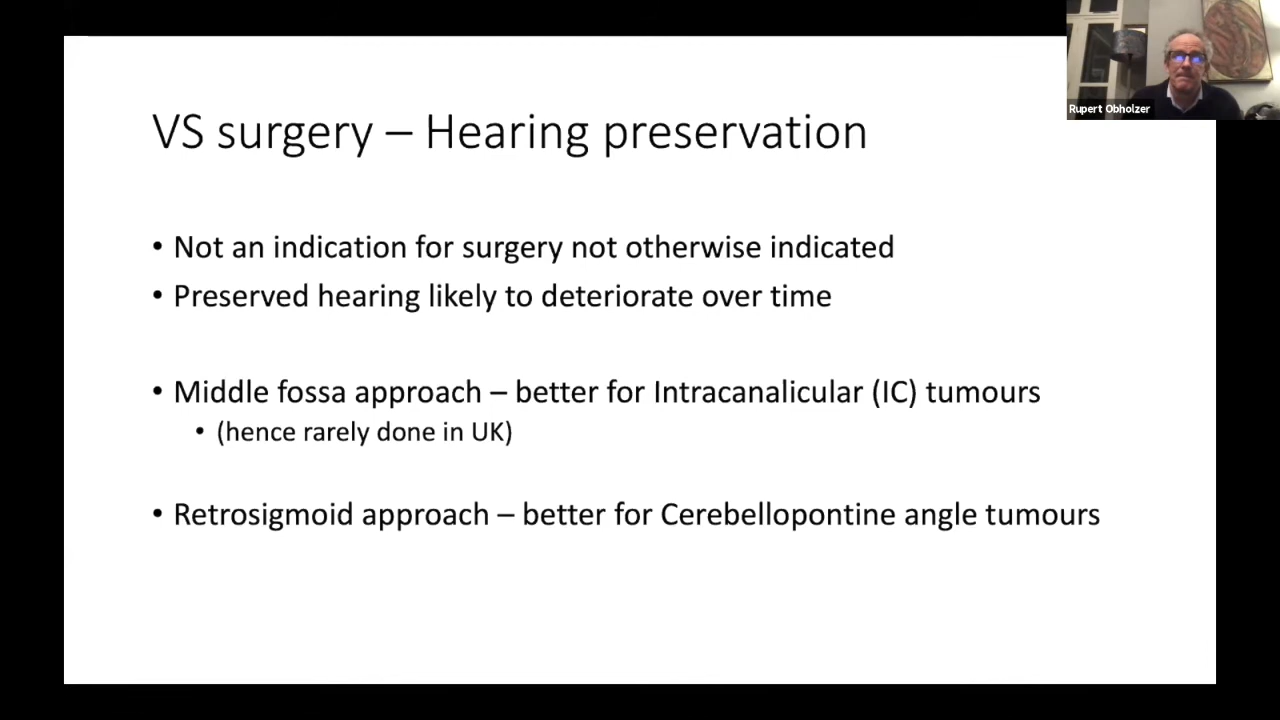 Rupert Obholzer
VS surgery – Hearing preservation
• Not an indication for surgery not otherwise indicated
• Preserved hearing likely to deteriorate over time
• Middle fossa approach – better for Intracanalicular (IC) tumours
• (hence rarely done in UK)
• Retrosigmoid approach – better for Cerebellopontine angle tumours